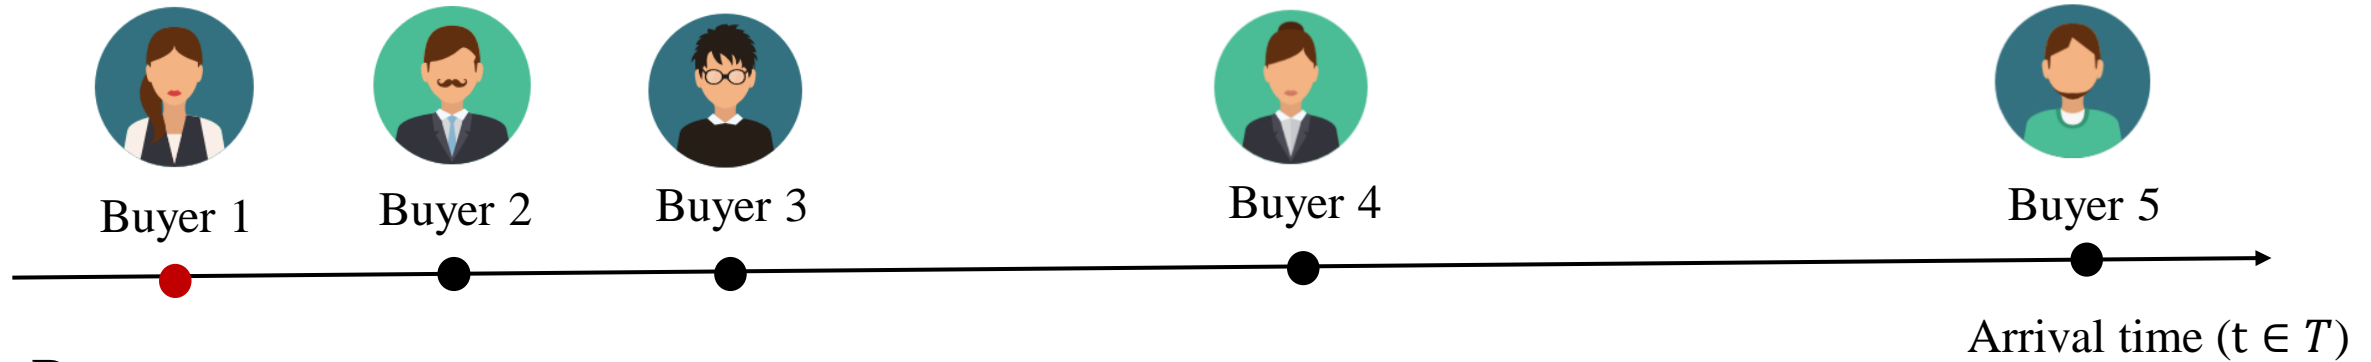 Buyer 1
Buyer 2
Buyer 3
Buyer 4
Buyer 5
Arrival time (t ∈ T)